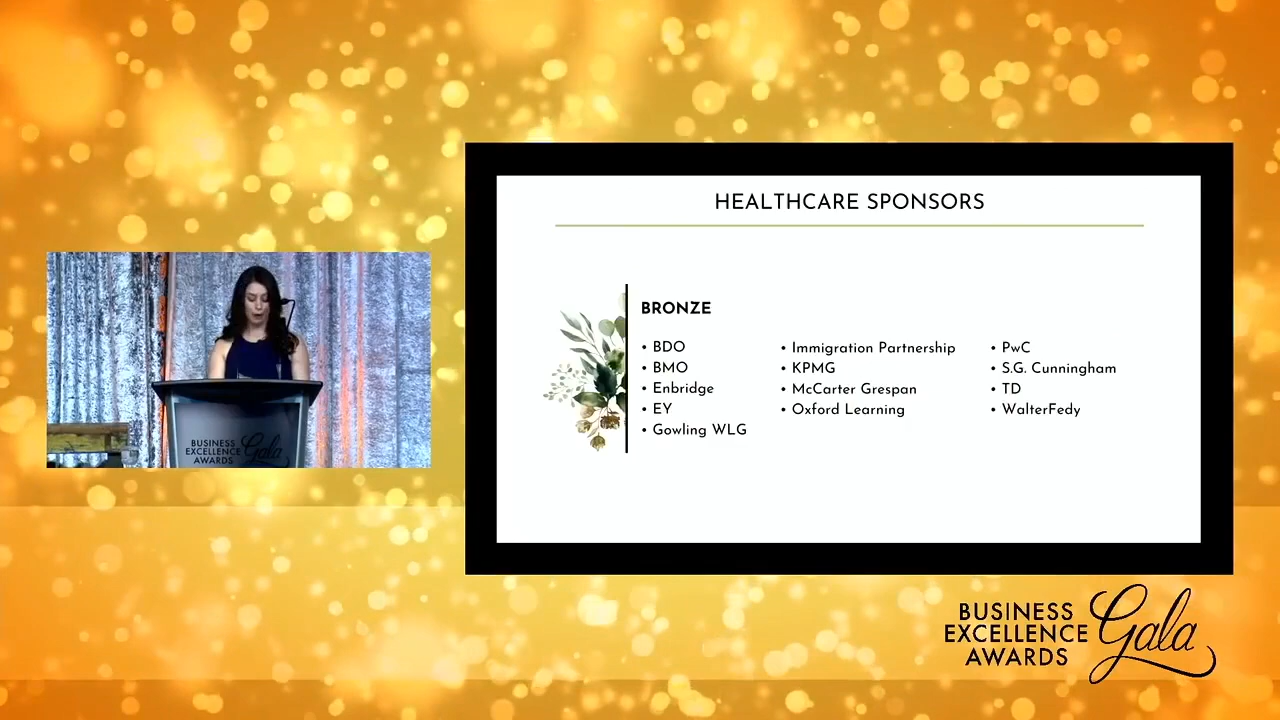 HEALTHCARE SPONSORS
BRONZE
• BDO
• BMO
• Enbridge
• EY
• Gowling WLG
• Immigration Partnership
• KPMG
• McCarter Grespan
• Oxford Learning
• PwC
• S.G. Cunningham
• TD
• WalterFedy
BUSINESS
EXCELLENCE
AWARDS
Gala
BUSINESS
EXCELLENCE
AWARDS
Gala